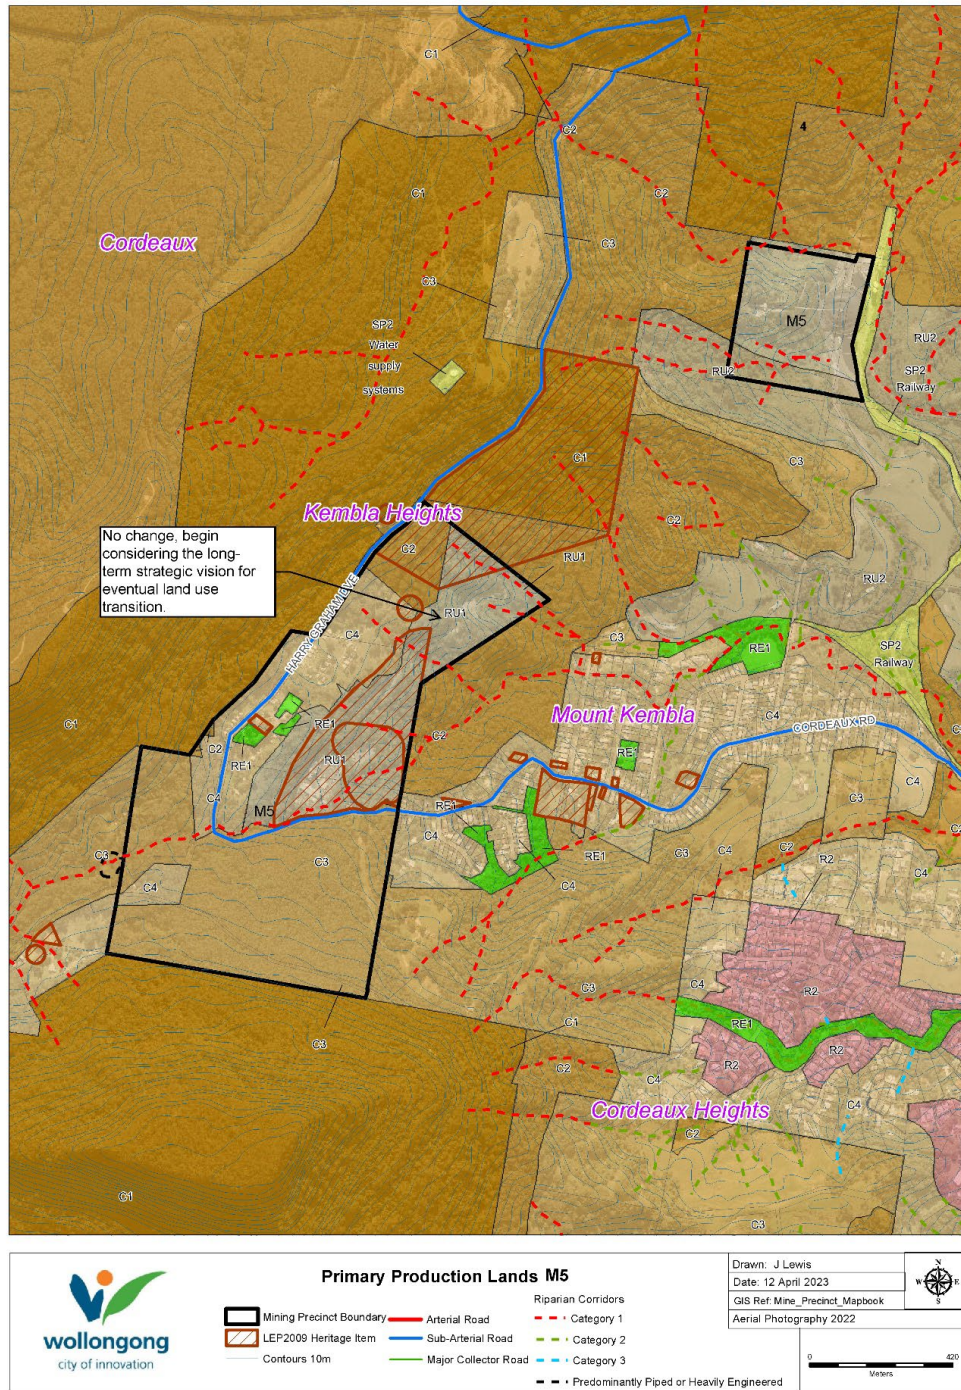 C1
C2
4
C1
C2
Cordeaux
C3
C3
M5
SP2
Water
supply
systems
RU2
RU2
SP2
Railway
C1
C3
Kembla Heights
C2
No change, begin
considering the long-
term strategic vision for
eventual land use
transition.
C2
RU1
RU2
HARRY GRAHAM DVE
RU1
C4
C3
RE1
SP2
Railway
C1
RE1
Mount Kembla
C4
CORDEAUX RD
C2
RE1
C2
RU1
RE1
C4
C4
M5
RE1
C3
C4
C3
C3
C4
RE1
C3
C4
C2
R2
C4
C4
C4
C3
C4
R2
C1
RE1
C3
R2
R2
C2
C4
C4
Cordeaux Heights
C2
C1
C3
wollongong
city of innovation
Primary Production Lands M5
Mining Precinct Boundary
LEP2009 Heritage Item
Contours 10m
Arterial Road
Sub-Arterial Road
Major Collector Road
Riparian Corridors
Category 1
Category 2
Category 3
Predominantly Piped or Heavily Engineered
Drawn: J Lewis
Date: 12 April 2023
GIS Ref: Mine_Precinct_Mapbook
Aerial Photography 2022
N
W E
S
0 420
Meters